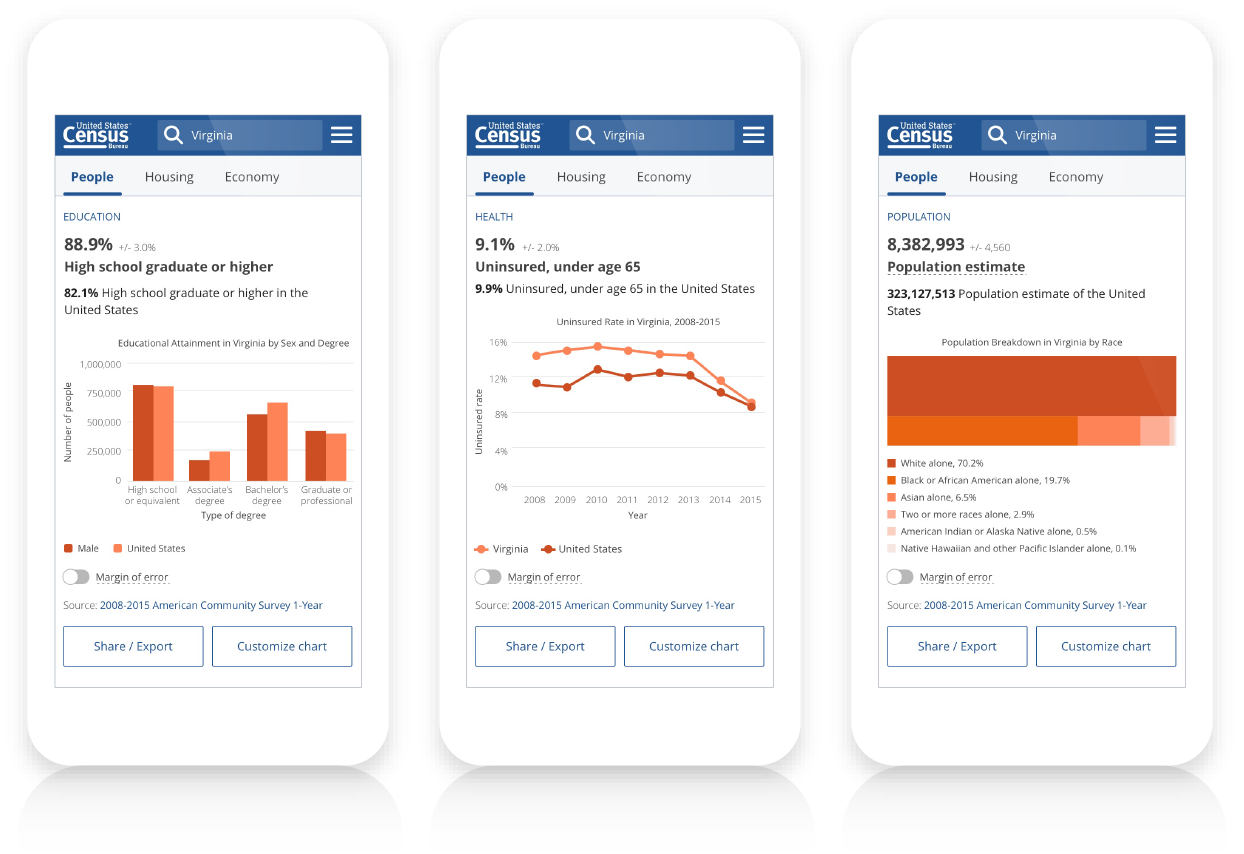 United States™
Census
Bureau
Virginia
People Housing Economy
EDUCATION
88.9% +/- 3.0%
High school graduate or higher
82.1% High school graduate or higher in the
United States
Educational Attainment in Virginia by Sex and Degree
1,000,000
750,000
500,000
250,000
0
Number of people
High school
or equivalent
Associate's
degree
Bachelor's
degree
Graduate or
professional
Type of degree
Male United States
Margin of error
Source: 2008-2015 American Community Survey 1-Year
Share / Export Customize chart
United States™
Census
Bureau
Virginia
People Housing Economy
HEALTH
9.1% +/- 2.0%
Uninsured, under age 65
9.9% Uninsured, under age 65 in the United States
Uninsured Rate in Virginia, 2008-2015
16%
12%
8%
4%
0%
Uninsured rate
2008 2009 2010 2011 2012 2013 2014 2015
Year
Virginia United States
Margin of error
Source: 2008-2015 American Community Survey 1-Year
Share / Export Customize chart
United States™
Census
Bureau
Virginia
People Housing Economy
POPULATION
8,382,993 +/- 4,560
Population estimate
323,127,513 Population estimate of the United
States
Population Breakdown in Virginia by Race
White alone, 70.2%
Black or African American alone, 19.7%
Asian alone, 6.5%
Two or more races alone, 2.9%
American Indian or Alaska Native alone, 0.5%
Native Hawaiian and other Pacific Islander alone, 0.1%
Margin of error
Source: 2008-2015 American Community Survey 1-Year
Share / Export Customize chart